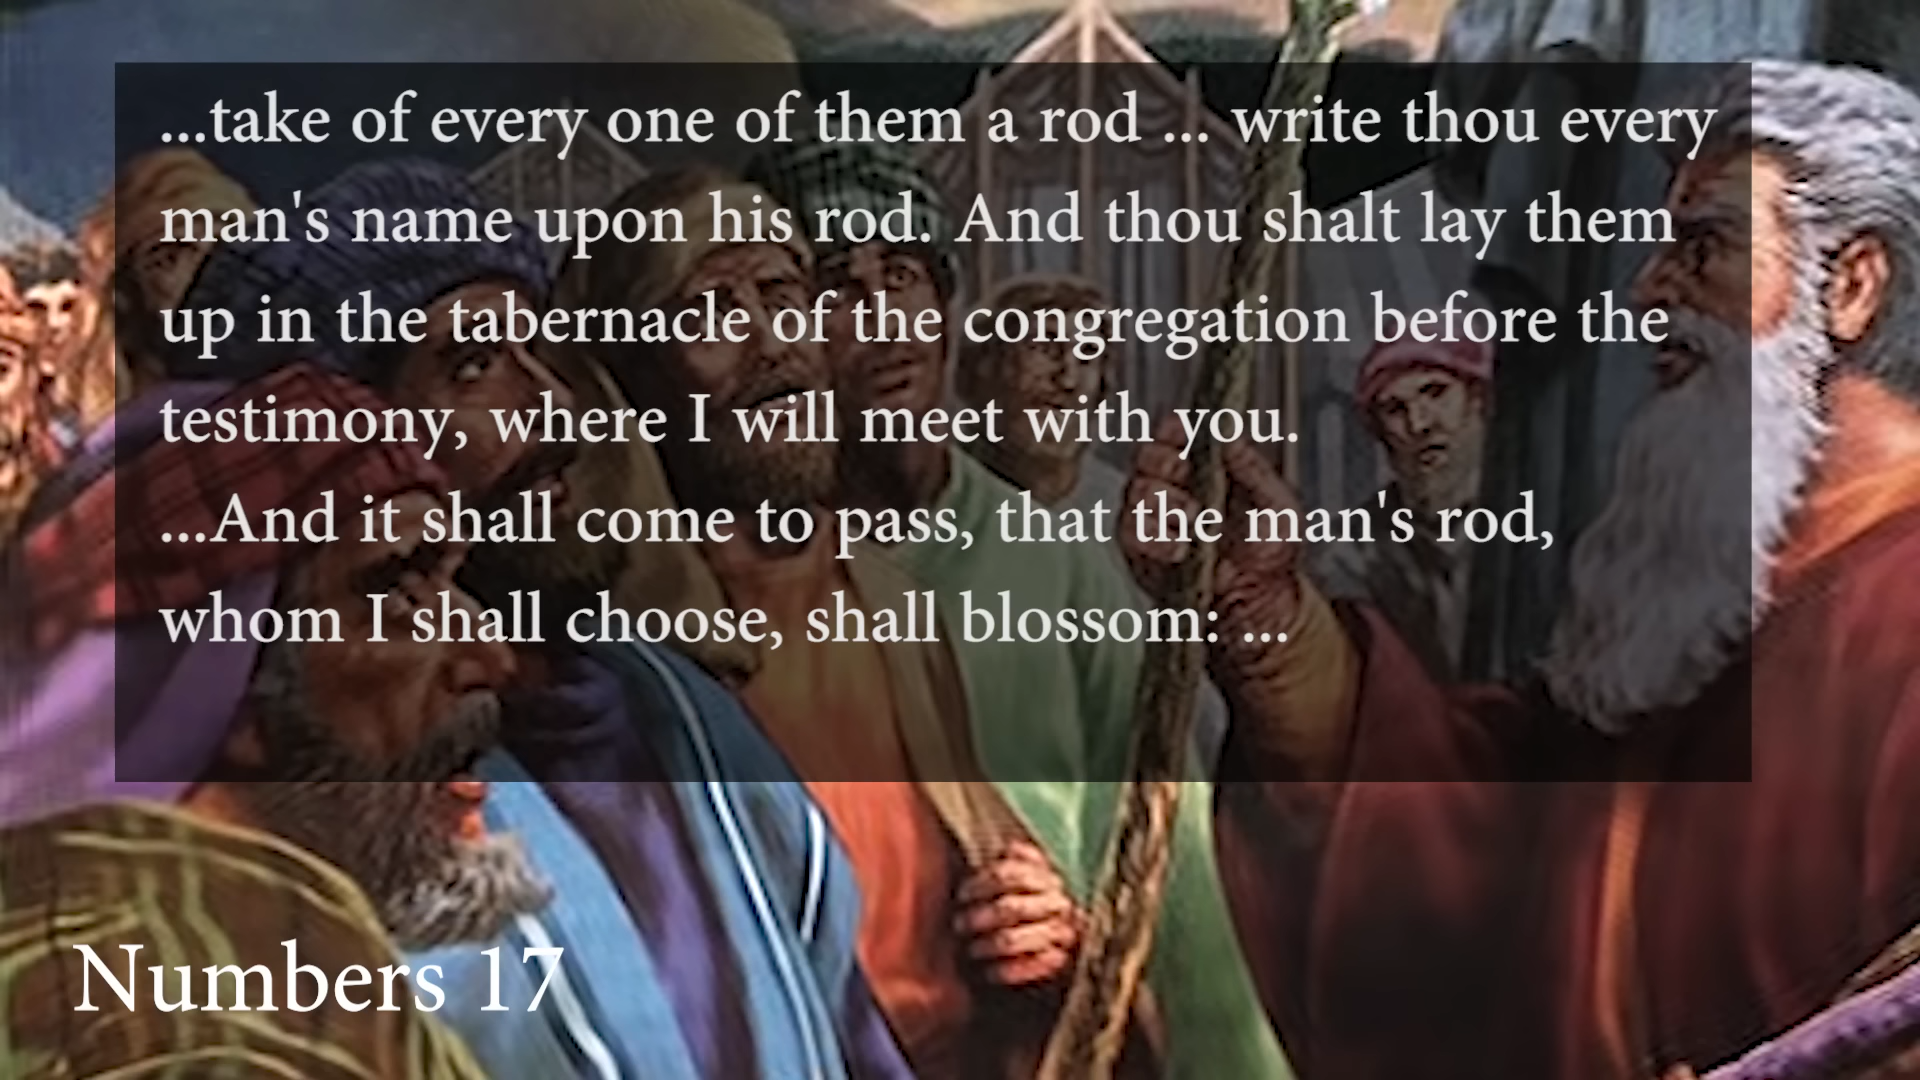 ...take of every one of them a rod ... write thou every
man's name upon his rod. And thou shalt lay them
up in the tabernacle of the congregation before the
testimony, where I will meet with you.
...And it shall come to pass, that the man's rod,
whom I shall choose, shall blossom: ...
Numbers 17